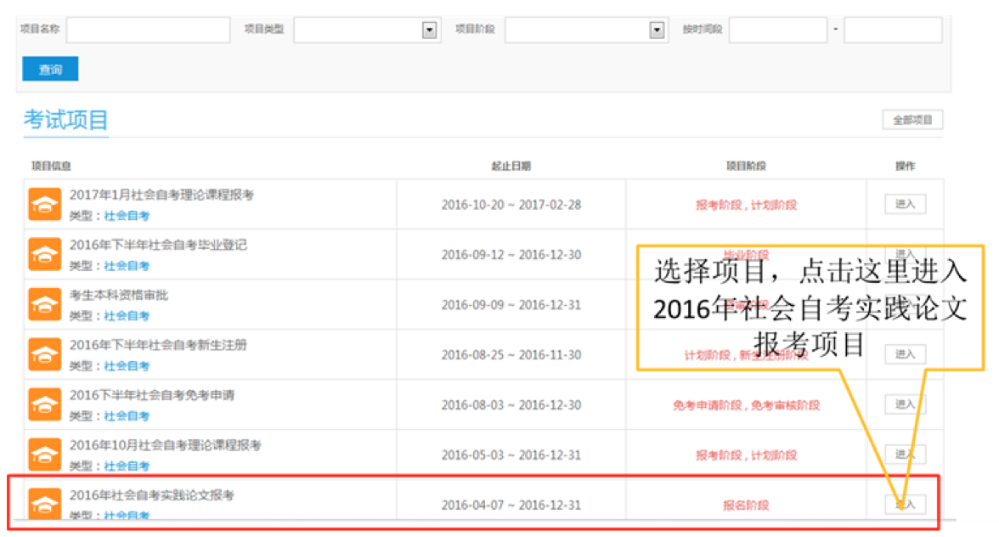 项目名称 项目类型 项目阶段 按时间段 -
查询
考试项目 全部项目
项目信息 起止日期 项目阶段 操作
2017年1月社会自考理论课程报考
类型：社会自考 2016-10-20 ~ 2017-02-28 报考阶段 , 计划阶段 进入
2016年下半年社会自考毕业登记
类型：社会自考 2016-09-12 ~ 2016-12-30 毕业阶段 进入
考生本科资格审批
类型：社会自考 2016-09-09 ~ 2016-12-31
2016年下半年社会自考新生注册
类型：社会自考 2016-08-25 ~ 2016-11-30 计划阶段 , 新生注册阶段 进入
2016下半年社会自考免考申请
类型：社会自考 2016-08-03 ~ 2016-12-30 免考申请阶段 , 免考审核阶段 进入
2016年10月社会自考理论课程报考
类型：社会自考 2016-05-03 ~ 2016-12-31 报考阶段 , 计划阶段 进入
2016年社会自考实践论文报考
类型：社会自考 2016-04-07 ~ 2016-12-31 报名阶段 进入
选择项目，点击这里进入
2016年社会自考实践论文
报考项目